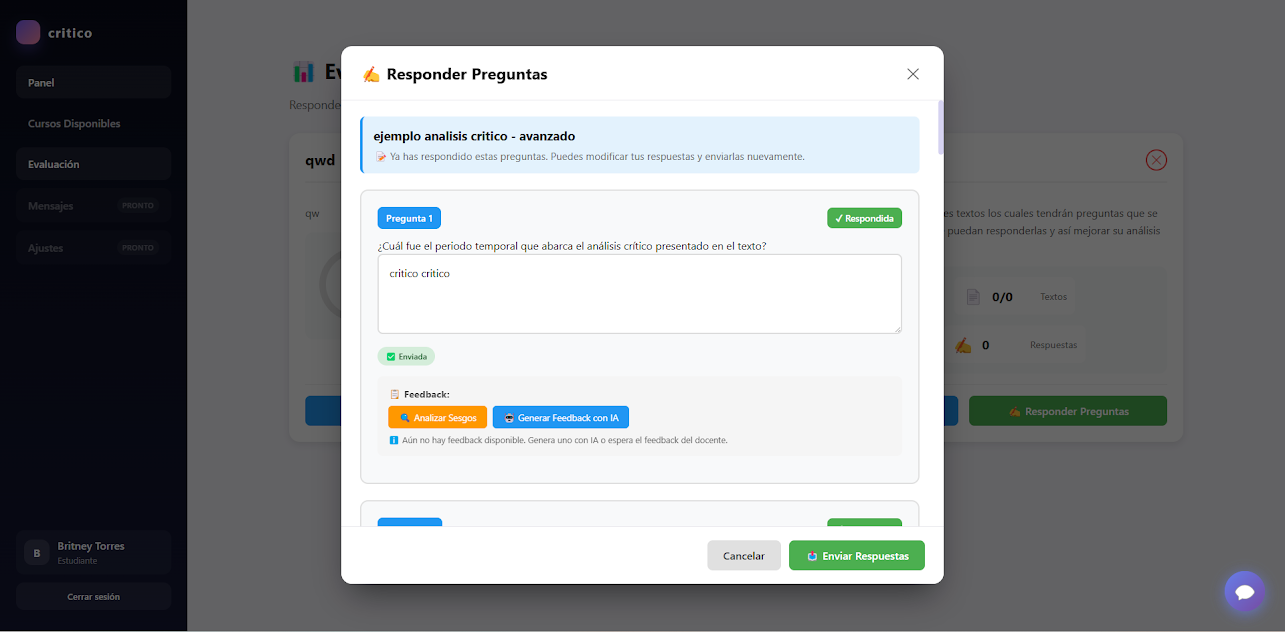 critico
Panel
Cursos Disponibles
Evaluación
Mensajes PRONTO
Ajustes PRONTO
B
Britney Torres
Estudiante
Cerrar sesión
Ev
Responde
qwd
qw
es textos los cuales tendrán preguntas que se
puedan responderlas y así mejorar su análisis
0/0 Textos
0 Respuestas
Responder Preguntas
Responder Preguntas
ejemplo analisis critico - avanzado
Ya has respondido estas preguntas. Puedes modificar tus respuestas y enviarlas nuevamente.
Pregunta 1
✓ Respondida
¿Cuál fue el periodo temporal que abarca el análisis crítico presentado en el texto?
critico critico
Enviada
Feedback:
Analizar Sesgos
Generar Feedback con IA
Aún no hay feedback disponible. Genera uno con IA o espera el feedback del docente.
Cancelar
Enviar Respuestas